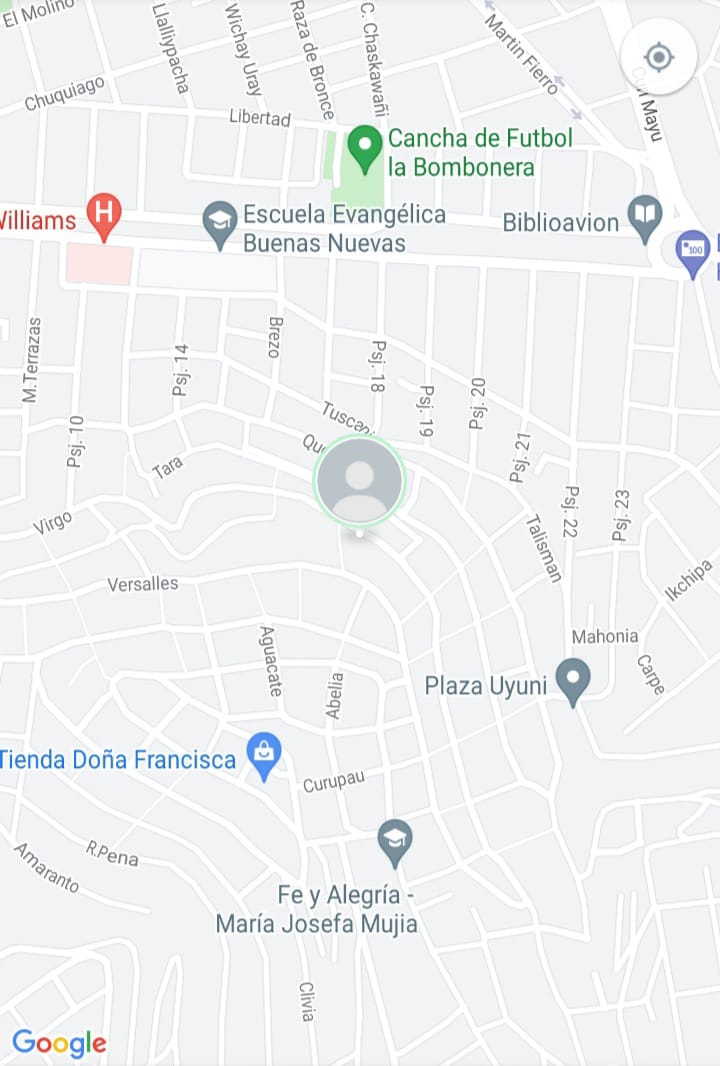 El Molino
Llalliypacha
Wichay Uray
Raza de Bronce
C. Chaskawañi
Martin Fierro
Mayu
Chuquiago
Libertad
Cancha de Futbol
la Bombonera
Williams
H
Escuela Evangélica
Buenas Nuevas
Biblioavion
100
M.Terrazas
Psj. 14
Brezo
Psj. 18
Psj. 19
Psj. 20
Psj. 10
Psj. 21
Psj. 22
Psj. 23
Tara
Virgo
Talisman
Versalles
Ikchipa
Mahonia
Carpe
Aguacate
Abelia
Plaza Uyuni
Tienda Doña Francisca
Curupau
R.Pena
Amaranto
Fe y Alegría -
María Josefa Mujia
Clivia
Google